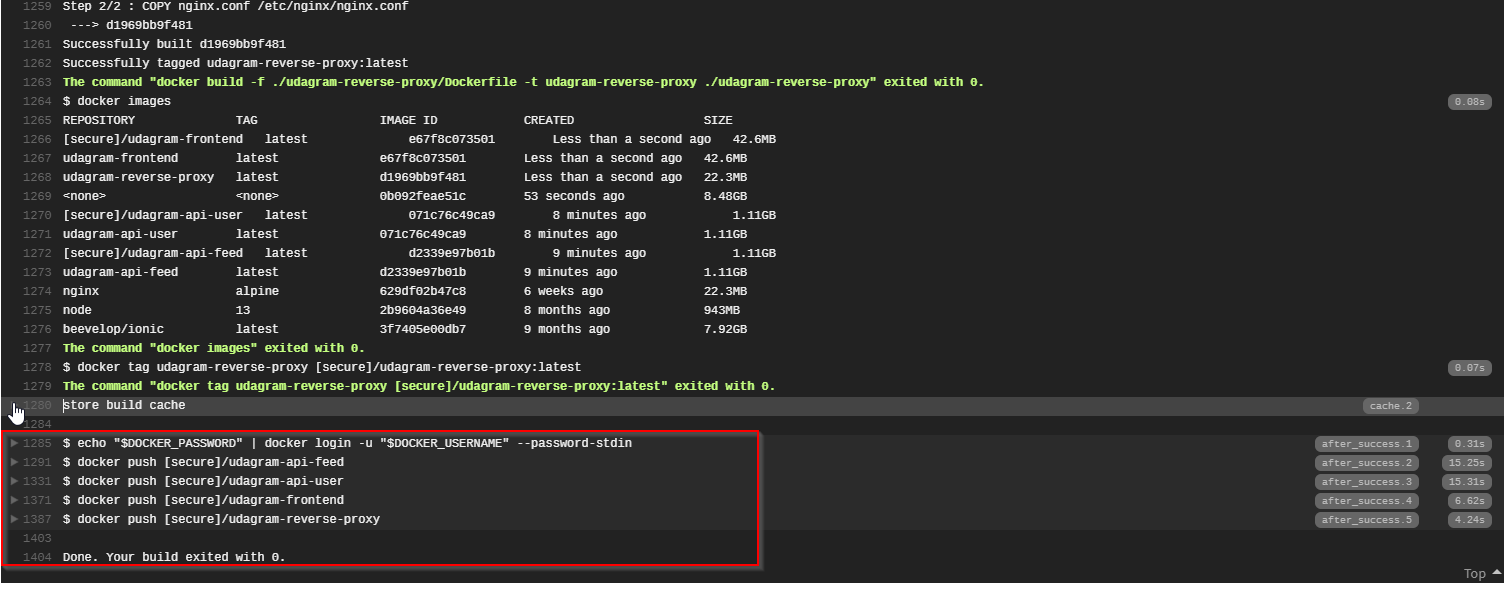 1259 Step 2/2 : COPY nginx.conf /etc/nginx/nginx.conf
1260 ---> d1969bb9f481
1261 Successfully built d1969bb9f481
1262 Successfully tagged udagram-reverse-proxy:latest
1263 The command "docker build -f ./udagram-reverse-proxy/Dockerfile -t udagram-reverse-proxy ./udagram-reverse-proxy" exited with 0.
1264 $ docker images 0.08s
1265 REPOSITORY TAG IMAGE ID CREATED SIZE
1266 [secure]/udagram-frontend latest e67f8c073501 Less than a second ago 42.6MB
1267 udagram-frontend latest e67f8c073501 Less than a second ago 42.6MB
1268 udagram-reverse-proxy latest d1969bb9f481 Less than a second ago 22.3MB
1269 <none> <none> 0b092feae51c 53 seconds ago 8.48GB
1270 [secure]/udagram-api-user latest 071c76c49ca9 8 minutes ago 1.11GB
1271 udagram-api-user latest 071c76c49ca9 8 minutes ago 1.11GB
1272 [secure]/udagram-api-feed latest d2339e97b01b 9 minutes ago 1.11GB
1273 udagram-api-feed latest d2339e97b01b 9 minutes ago 1.11GB
1274 nginx alpine 629df02b47c8 6 weeks ago 22.3MB
1275 node 13 2b9604a36e49 8 months ago 943MB
1276 beevelop/ionic latest 3f7405e00db7 9 months ago 7.92GB
1277 The command "docker images" exited with 0.
1278 $ docker tag udagram-reverse-proxy [secure]/udagram-reverse-proxy:latest 0.07s
1279 The command "docker tag udagram-reverse-proxy [secure]/udagram-reverse-proxy:latest" exited with 0.
1280 store build cache cache.2
1284
1285 $ echo "$DOCKER_PASSWORD" | docker login -u "$DOCKER_USERNAME" --password-stdin after_success.1 0.31s
1291 $ docker push [secure]/udagram-api-feed after_success.2 15.25s
1331 $ docker push [secure]/udagram-api-user after_success.3 15.31s
1371 $ docker push [secure]/udagram-frontend after_success.4 6.62s
1387 $ docker push [secure]/udagram-reverse-proxy after_success.5 4.24s
1403
1404 Done. Your build exited with 0.
Top